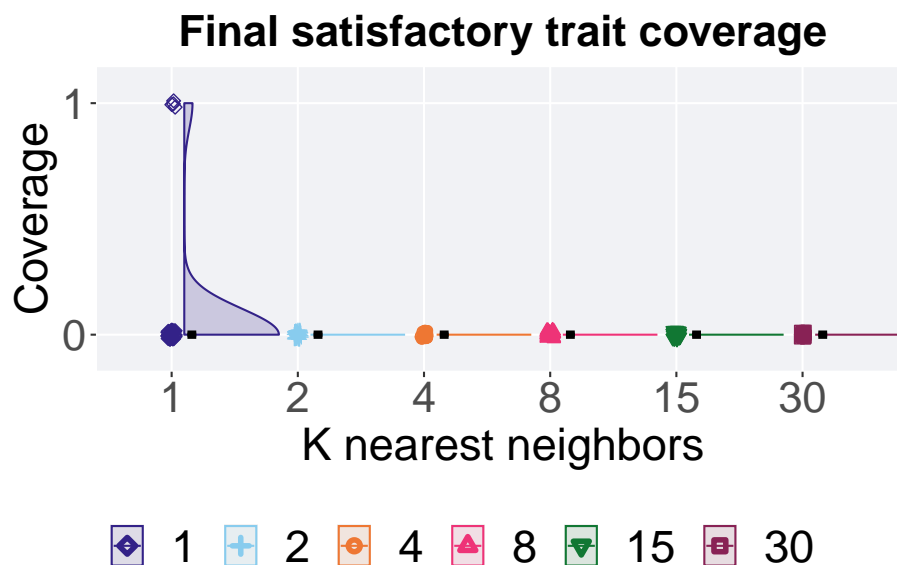 Final satisfactory trait coverage
1
0
Coverage
1 2 4 8 15 30
K nearest neighbors
1 2 4 8 15 30